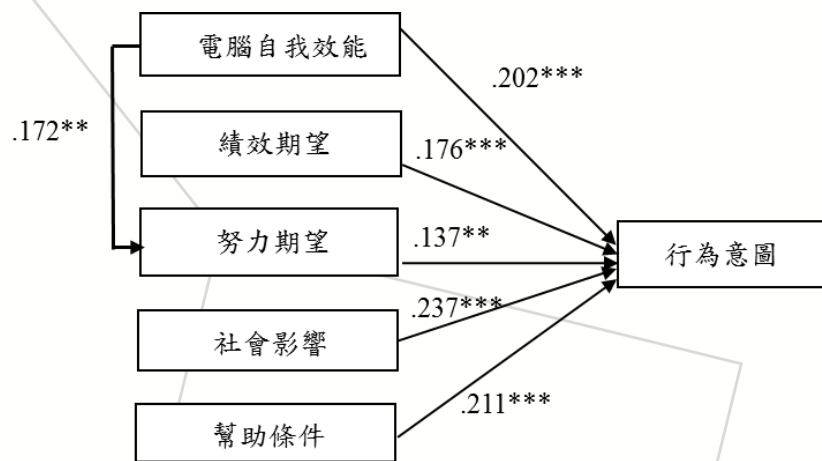 電腦自我效能
.202***
.172**
績效期望
.176***
努力期望
.137**
行為意圖
社會影響
.237***
幫助條件
.211***